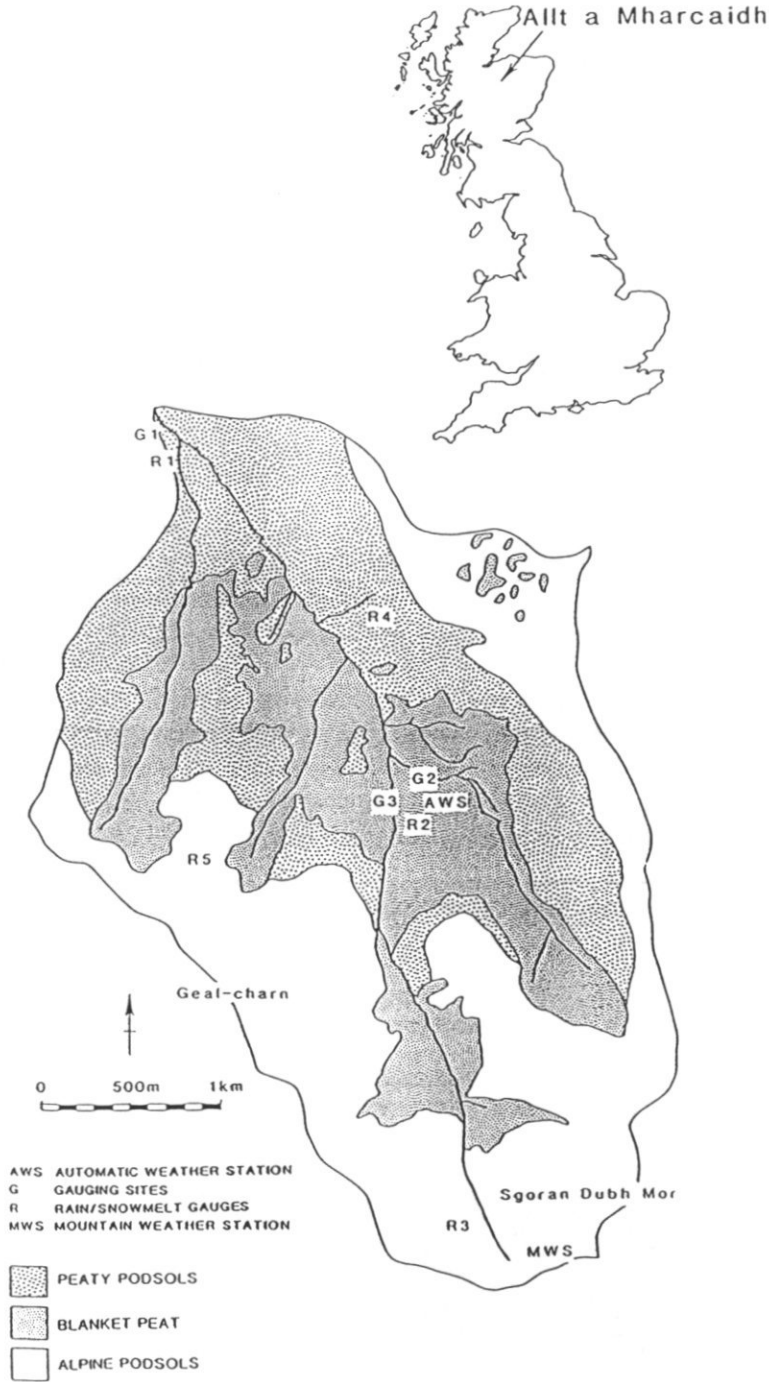 Allt a Mharcaidh
G1
R1
R4
G2
G3 AWS
R2
R5
Geal-charn
0 500m 1km
AWS AUTOMATIC WEATHER STATION
G GAUGING SITES
R RAIN/SNOWMELT GAUGES
MWS MOUNTAIN WEATHER STATION
Sgoran Dubh Mor
R3
MWS
PEATY PODSOLS
BLANKET PEAT
ALPINE PODSOLS